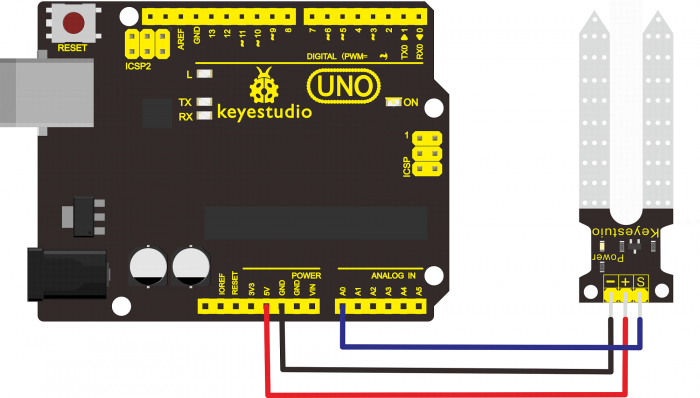 RESET
ICSP2
AREF
GND
13
12
~11
~10
~9
8
7
~6
~5
4
~3
2
TX0▶1
RX0◀0
DIGITAL (PWM= ~)
L
TX
RX
keyestudio
UNO
ON
1
ICSP
POWER
ANALOG IN
IOREF
RESET
3V3
5V
GND
GND
VIN
A0
A1
A2
A3
A4
A5
Keyestuio
Power
− + S